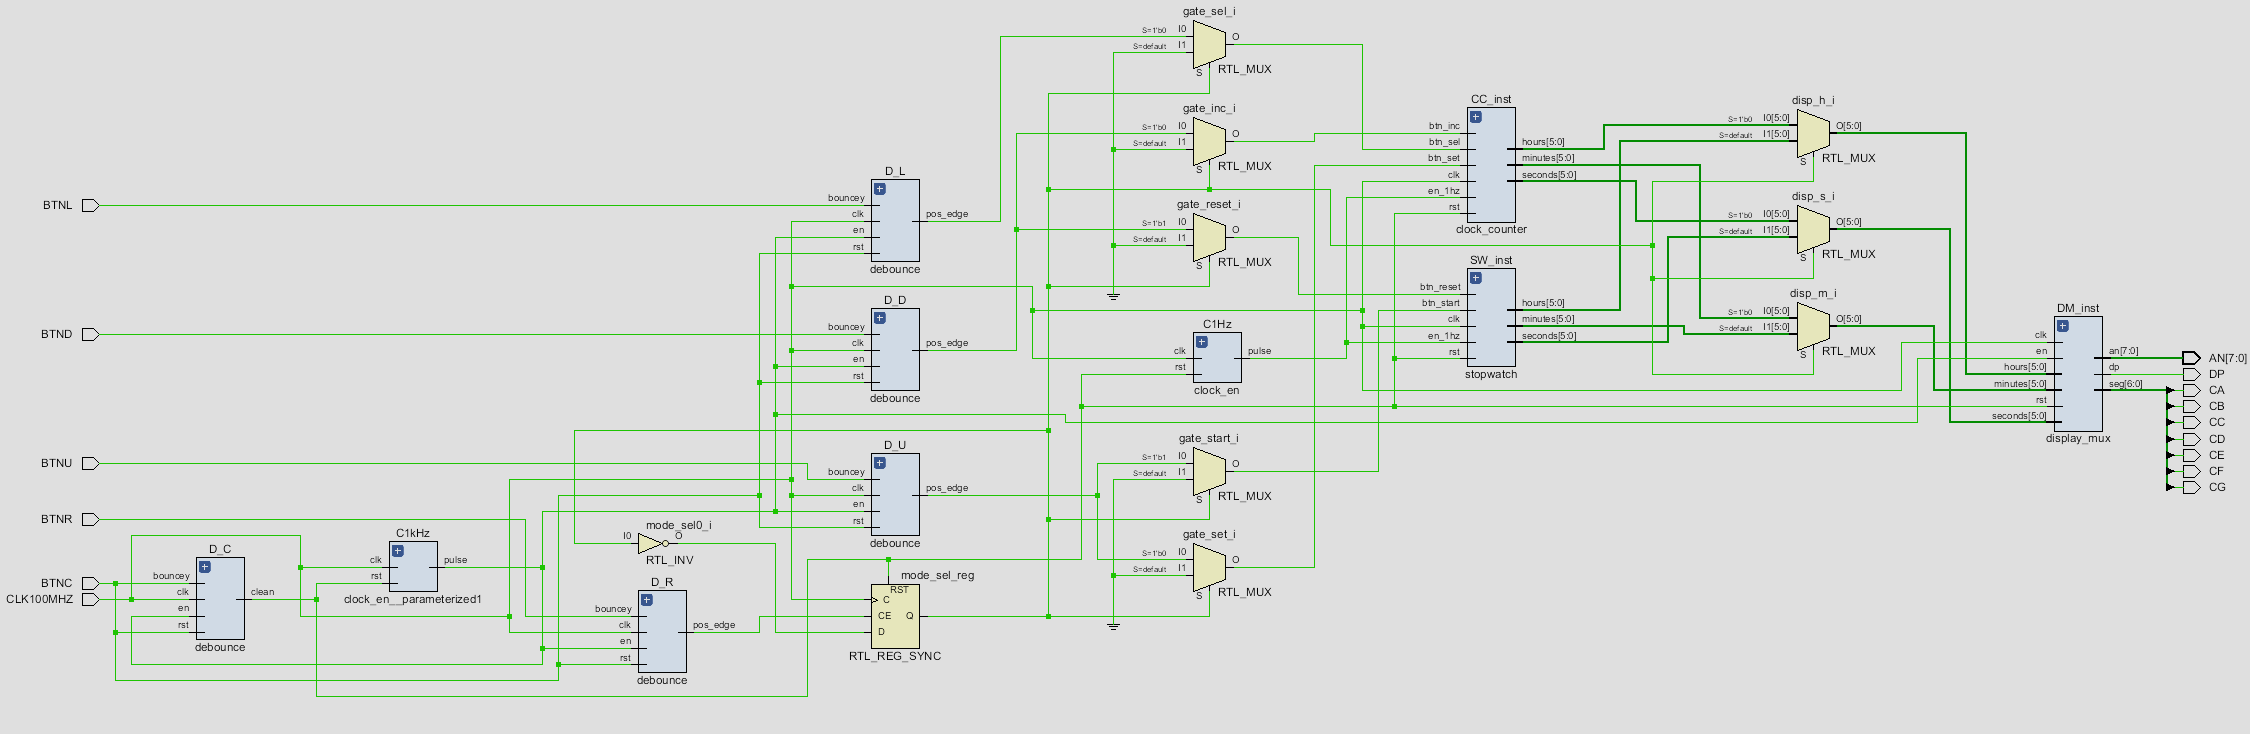 BTNL
BTND
BTNU
BTNR
BTNC
CLK100MHZ
D_C
bouncey
clk
en
rst
clean
debounce
C1kHz
clk
rst
pulse
clock_en__parameterized1
mode_sel0_i
I0
O
RTL_INV
D_R
bouncey
clk
en
rst
pos_edge
debounce
D_L
bouncey
clk
en
rst
pos_edge
debounce
D_D
bouncey
clk
en
rst
pos_edge
debounce
D_U
bouncey
clk
en
rst
pos_edge
debounce
mode_sel_reg
RST
C
CE
D
Q
RTL_REG_SYNC
gate_sel_i
S=1'b0 I0
S=default I1
O
S
RTL_MUX
gate_inc_i
S=1'b0 I0
S=default I1
O
S
RTL_MUX
gate_reset_i
S=1'b1 I0
S=default I1
O
S
RTL_MUX
C1Hz
clk
rst
pulse
clock_en
gate_start_i
S=1'b1 I0
S=default I1
O
S
RTL_MUX
gate_set_i
S=1'b0 I0
S=default I1
O
S
RTL_MUX
CC_inst
btn_inc
btn_sel
btn_set
clk
en_1hz
rst
hours[5:0]
minutes[5:0]
seconds[5:0]
clock_counter
SW_inst
btn_reset
btn_start
clk
en_1hz
rst
hours[5:0]
minutes[5:0]
seconds[5:0]
stopwatch
disp_h_i
S=1'b0 I0[5:0]
S=default I1[5:0]
O[5:0]
S
RTL_MUX
disp_s_i
S=1'b0 I0[5:0]
S=default I1[5:0]
O[5:0]
S
RTL_MUX
disp_m_i
S=1'b0 I0[5:0]
S=default I1[5:0]
O[5:0]
S
RTL_MUX
DM_inst
clk
en
hours[5:0]
minutes[5:0]
rst
seconds[5:0]
an[7:0]
dp
seg[6:0]
display_mux
AN[7:0]
DP
CA
CB
CC
CD
CE
CF
CG